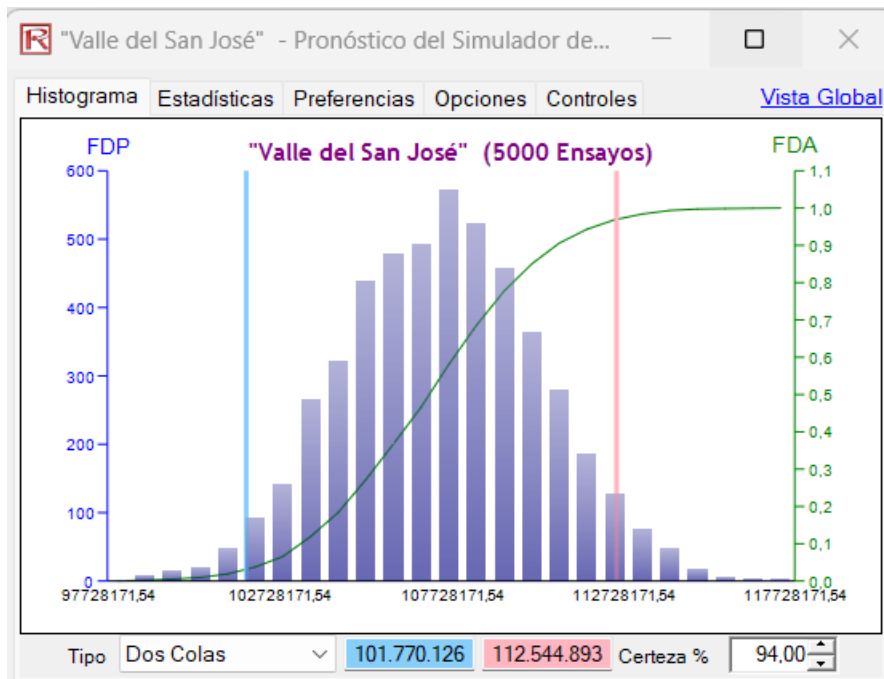 R "Valle del San José" - Pronóstico del Simulador de...
Histograma Estadísticas Preferencias Opciones Controles Vista Global
FDP "Valle del San José" (5000 Ensayos) FDA
600 1,1
1,0
500 0,9
400 0,8
0,7
300 0,6
0,5
200 0,4
0,3
100 0,2
0,1
0 0,0
97728171,54 102728171,54 107728171,54 112728171,54 117728171,54
Tipo Dos Colas 101.770.126 112.544.893 Certeza % 94,00